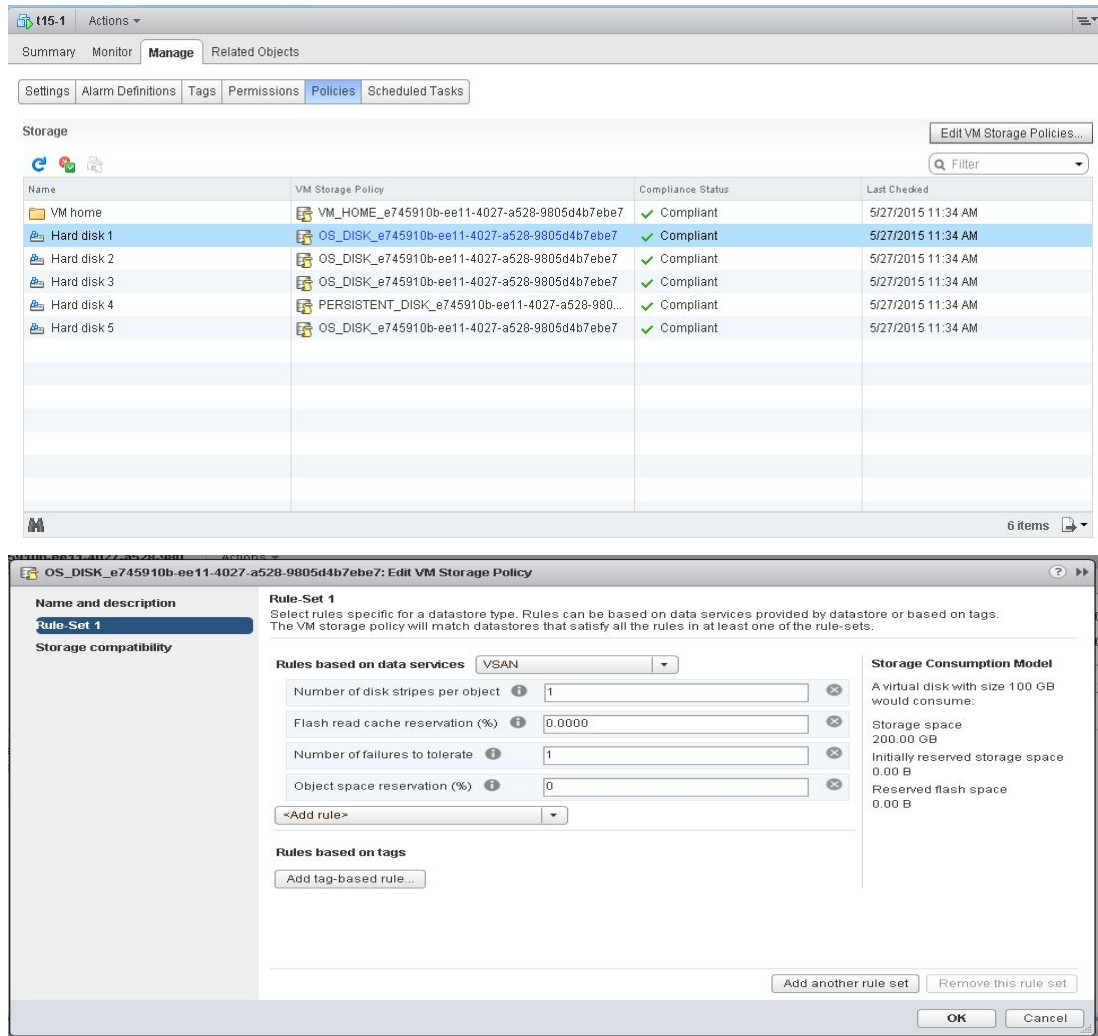 t15-1 Actions
Summary Monitor Manage Related Objects
Settings Alarm Definitions Tags Permissions Policies Scheduled Tasks
Storage
Edit VM Storage Policies...
Filter
Name VM Storage Policy Compliance Status Last Checked
VM home VM_HOME_e745910b-ee11-4027-a528-9805d4b7ebe7 Compliant 5/27/2015 11:34 AM
Hard disk 1 OS_DISK_e745910b-ee11-4027-a528-9805d4b7ebe7 Compliant 5/27/2015 11:34 AM
Hard disk 2 OS_DISK_e745910b-ee11-4027-a528-9805d4b7ebe7 Compliant 5/27/2015 11:34 AM
Hard disk 3 OS_DISK_e745910b-ee11-4027-a528-9805d4b7ebe7 Compliant 5/27/2015 11:34 AM
Hard disk 4 PERSISTENT_DISK_e745910b-ee11-4027-a528-980... Compliant 5/27/2015 11:34 AM
Hard disk 5 OS_DISK_e745910b-ee11-4027-a528-9805d4b7ebe7 Compliant 5/27/2015 11:34 AM
6 items
OS_DISK_e745910b-ee11-4027-a528-9805d4b7ebe7: Edit VM Storage Policy
Name and description
Rule-Set 1
Storage compatibility
Rule-Set 1
Select rules specific for a datastore type. Rules can be based on data services provided by datastore or based on tags.
The VM storage policy will match datastores that satisfy all the rules in at least one of the rule-sets.
Rules based on data services VSAN
Number of disk stripes per object 1
Flash read cache reservation (%) 0.0000
Number of failures to tolerate 1
Object space reservation (%) 0
<Add rule>
Rules based on tags
Add tag-based rule...
Storage Consumption Model
A virtual disk with size 100 GB
would consume:
Storage space
200.00 GB
Initially reserved storage space
0.00 B
Reserved flash space
0.00 B
Add another rule set Remove this rule set
OK Cancel